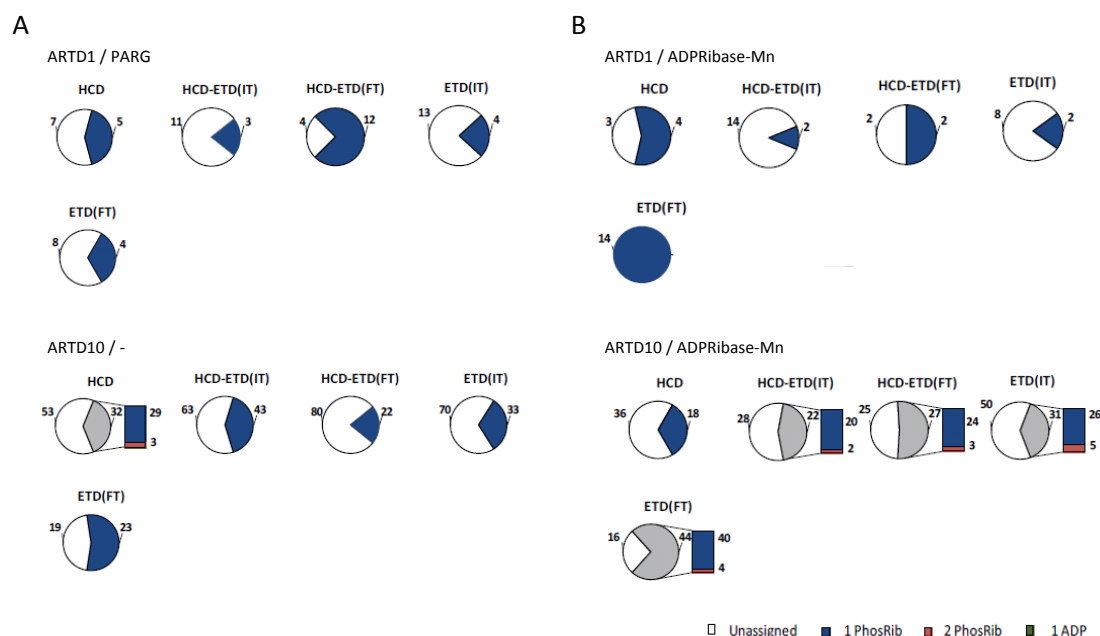 A
ARTD1 / PARG
HCD
HCD-ETD(IT)
HCD-ETD(FT)
ETD(IT)
7
5
11
3
4
12
13
4
ETD(FT)
8
4
ARTD10 / -
HCD
HCD-ETD(IT)
HCD-ETD(FT)
ETD(IT)
53
32
29
3
63
43
80
22
70
33
ETD(FT)
19
23
B
ARTD1 / ADPRibase-Mn
HCD
HCD-ETD(IT)
HCD-ETD(FT)
ETD(IT)
3
4
14
2
2
2
8
2
ETD(FT)
14
ARTD10 / ADPRibase-Mn
HCD
HCD-ETD(IT)
HCD-ETD(FT)
ETD(IT)
36
18
28
22
20
2
25
27
24
3
50
31
26
5
ETD(FT)
16
44
40
4
Unassigned
1 PhosRib
2 PhosRib
1 ADP